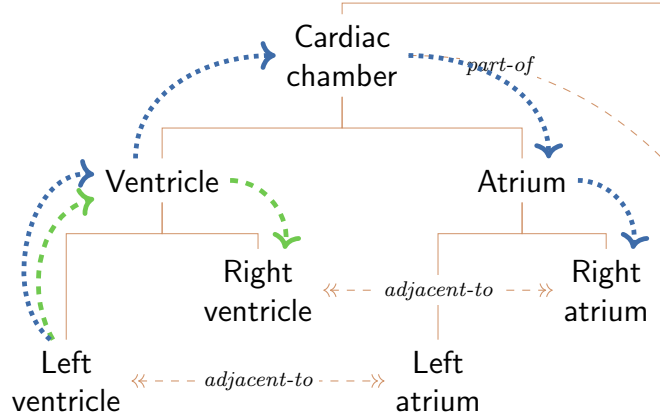 Cardiac
chamber
part-of
Ventricle
Atrium
Right
ventricle
adjacent-to
Right
atrium
Left
ventricle
adjacent-to
Left
atrium